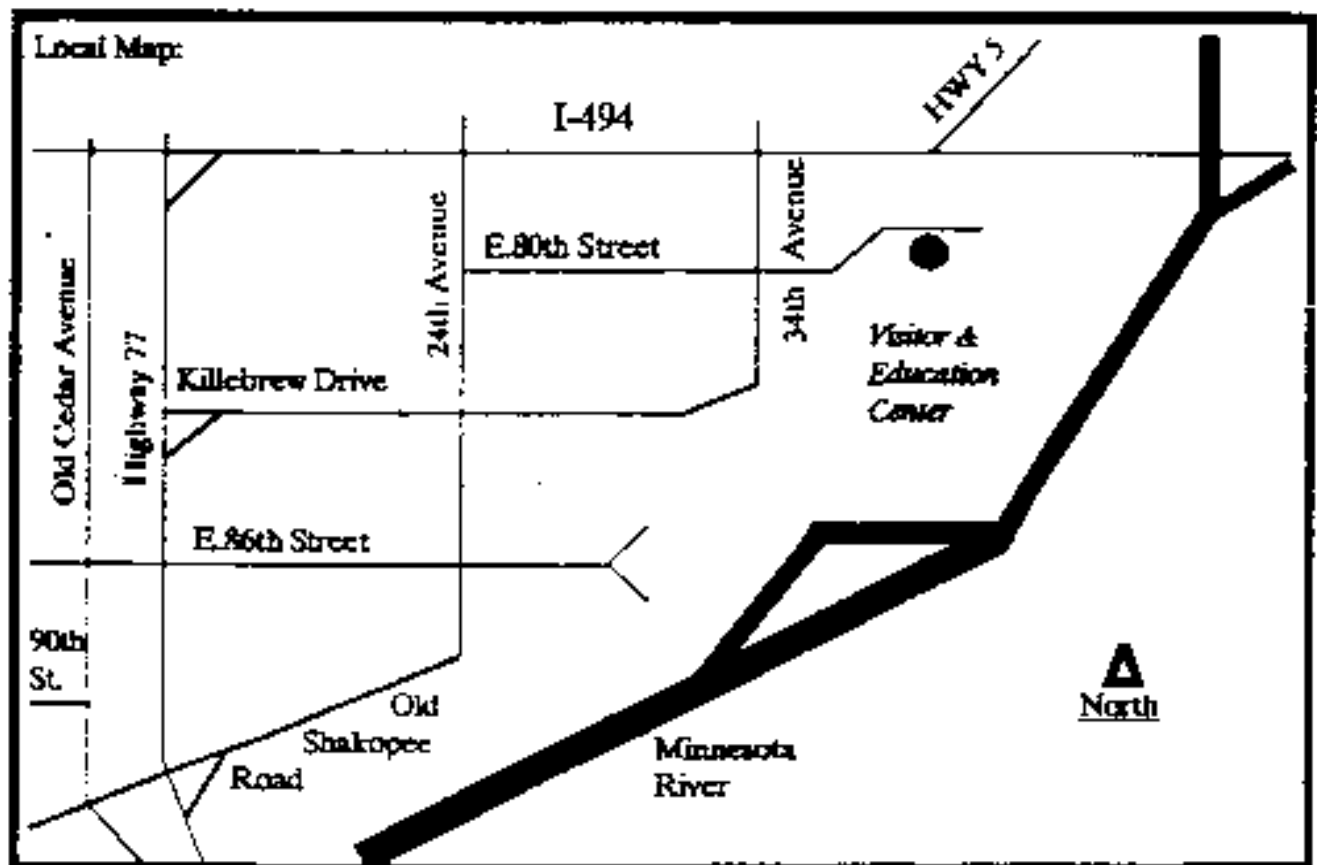 Local Map:
HWY 5
I-494
24th Avenue
34th Avenue
E.80th Street
Old Cedar Avenue
Highway 77
Visitor &
Education
Center
Killebrew Drive
E.86th Street
90th
St.
Old
Shakopee
Road
Minnesota
River
North